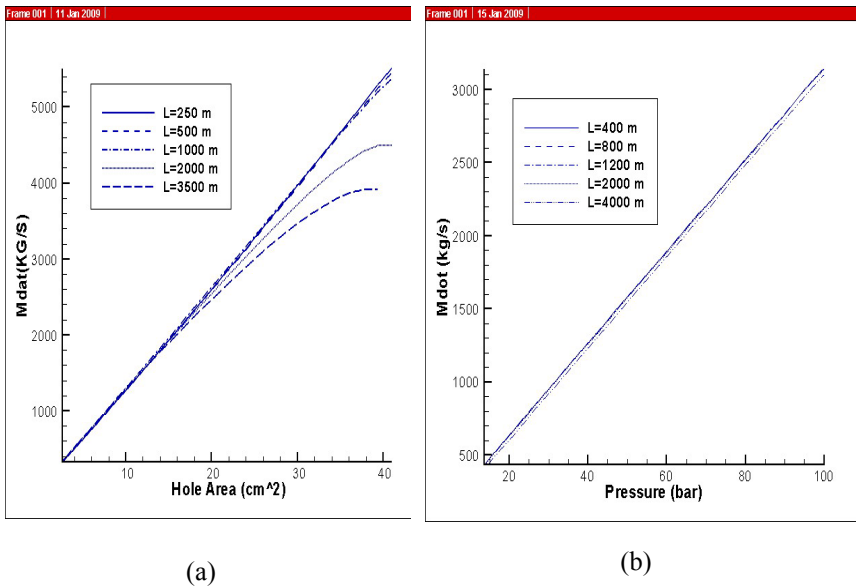 Frame 001 | 11 Jan 2009 |
5000
4000
3000
2000
1000
Mdat(KG/S)
L=250 m
L=500 m
L=1000 m
L=2000 m
L=3500 m
10 20 30 40
Hole Area (cm^2)
(a)
Frame 001 | 15 Jan 2009 |
3000
2500
2000
1500
1000
500
Mdot (kg/s)
L=400 m
L=800 m
L=1200 m
L=2000 m
L=4000 m
20 40 60 80 100
Pressure (bar)
(b)